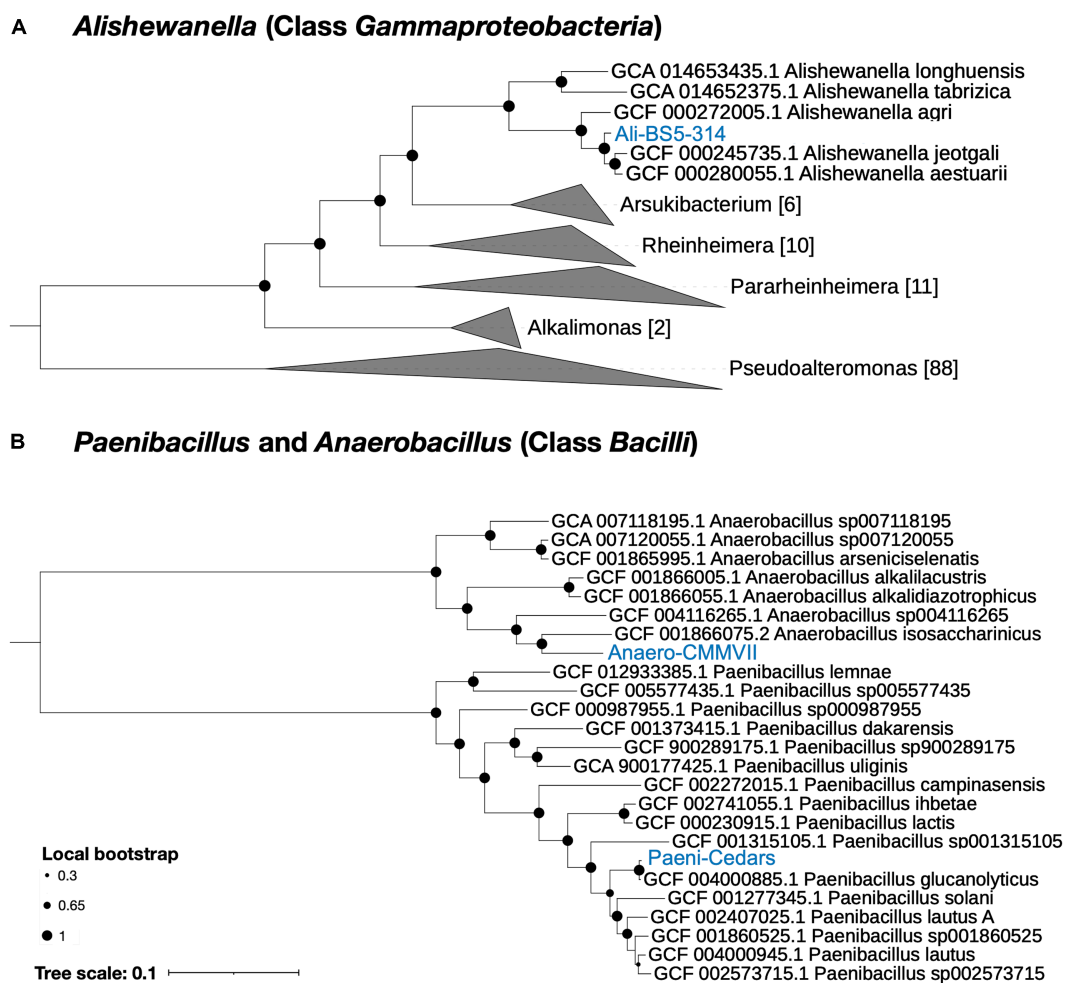 A Alishewanella (Class Gammaproteobacteria)
GCA 014653435.1 Alishewanella longhuensis
GCA 014652375.1 Alishewanella tabrizica
GCF 000272005.1 Alishewanella agri
Ali-BS5-314
GCF 000245735.1 Alishewanella jeotgali
GCF 000280055.1 Alishewanella aestuarii
Arsukibacterium [6]
Rheinheimera [10]
Pararheinheimera [11]
Alkalimonas [2]
Pseudoalteromonas [88]
B Paenibacillus and Anaerobacillus (Class Bacilli)
GCA 007118195.1 Anaerobacillus sp007118195
GCA 007120055.1 Anaerobacillus sp007120055
GCF 001865995.1 Anaerobacillus arseniciselenatis
GCF 001866005.1 Anaerobacillus alkalilacustris
GCF 001866055.1 Anaerobacillus alkalidiazotrophicus
GCF 004116265.1 Anaerobacillus sp004116265
GCF 001866075.2 Anaerobacillus isosaccharinicus
Anaero-CMMVII
GCF 012933385.1 Paenibacillus lemnae
GCF 005577435.1 Paenibacillus sp005577435
GCF 000987955.1 Paenibacillus sp000987955
GCF 001373415.1 Paenibacillus dakarensis
GCF 900289175.1 Paenibacillus sp900289175
GCA 900177425.1 Paenibacillus uliginis
GCF 002272015.1 Paenibacillus campinasensis
GCF 002741055.1 Paenibacillus ihbetae
GCF 000230915.1 Paenibacillus lactis
GCF 001315105.1 Paenibacillus sp001315105
Paeni-Cedars
GCF 004000885.1 Paenibacillus glucanolyticus
GCF 001277345.1 Paenibacillus solani
GCF 002407025.1 Paenibacillus lautus A
GCF 001860525.1 Paenibacillus sp001860525
GCF 004000945.1 Paenibacillus lautus
GCF 002573715.1 Paenibacillus sp002573715
Local bootstrap
0.3
0.65
1
Tree scale: 0.1